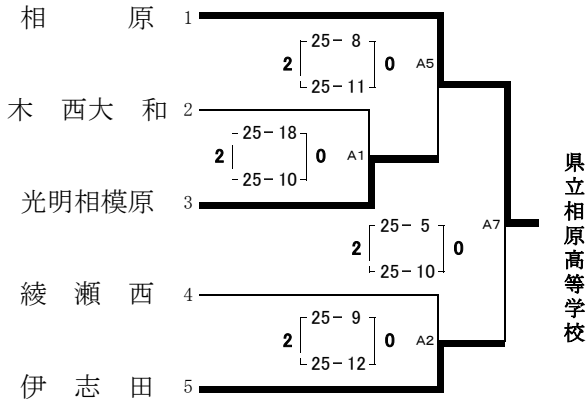 相原 1
25-8
2 0 A5
25-11
木 西大 和 2
25-18
2 0 A1
25-10
光明相模原 3
25-5
2 0 A7
25-10
県立相原高等学校
綾瀬西 4
25-9
2 0 A2
25-12
伊志田 5